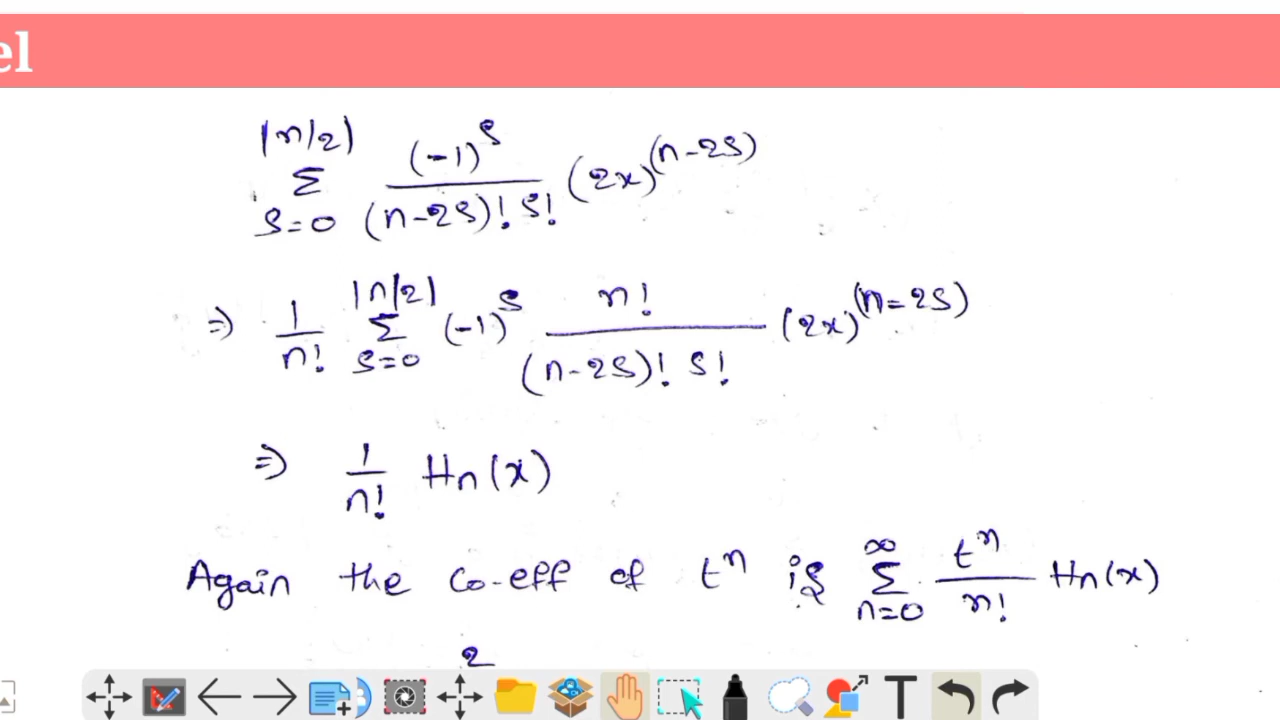 el
|n/2|
Σ (-1)^s / (n-2s)! s! (2x)^(n-2s)
s=0
⇒ 1/n! |n/2| Σ s=0 (-1)^s n! / (n-2s)! s! (2x)^(n-2s)
⇒ 1/n! Hn(x)
Again the co-eff of t^n is ∞ Σ n=0 t^n / n! Hn(x)
2
T